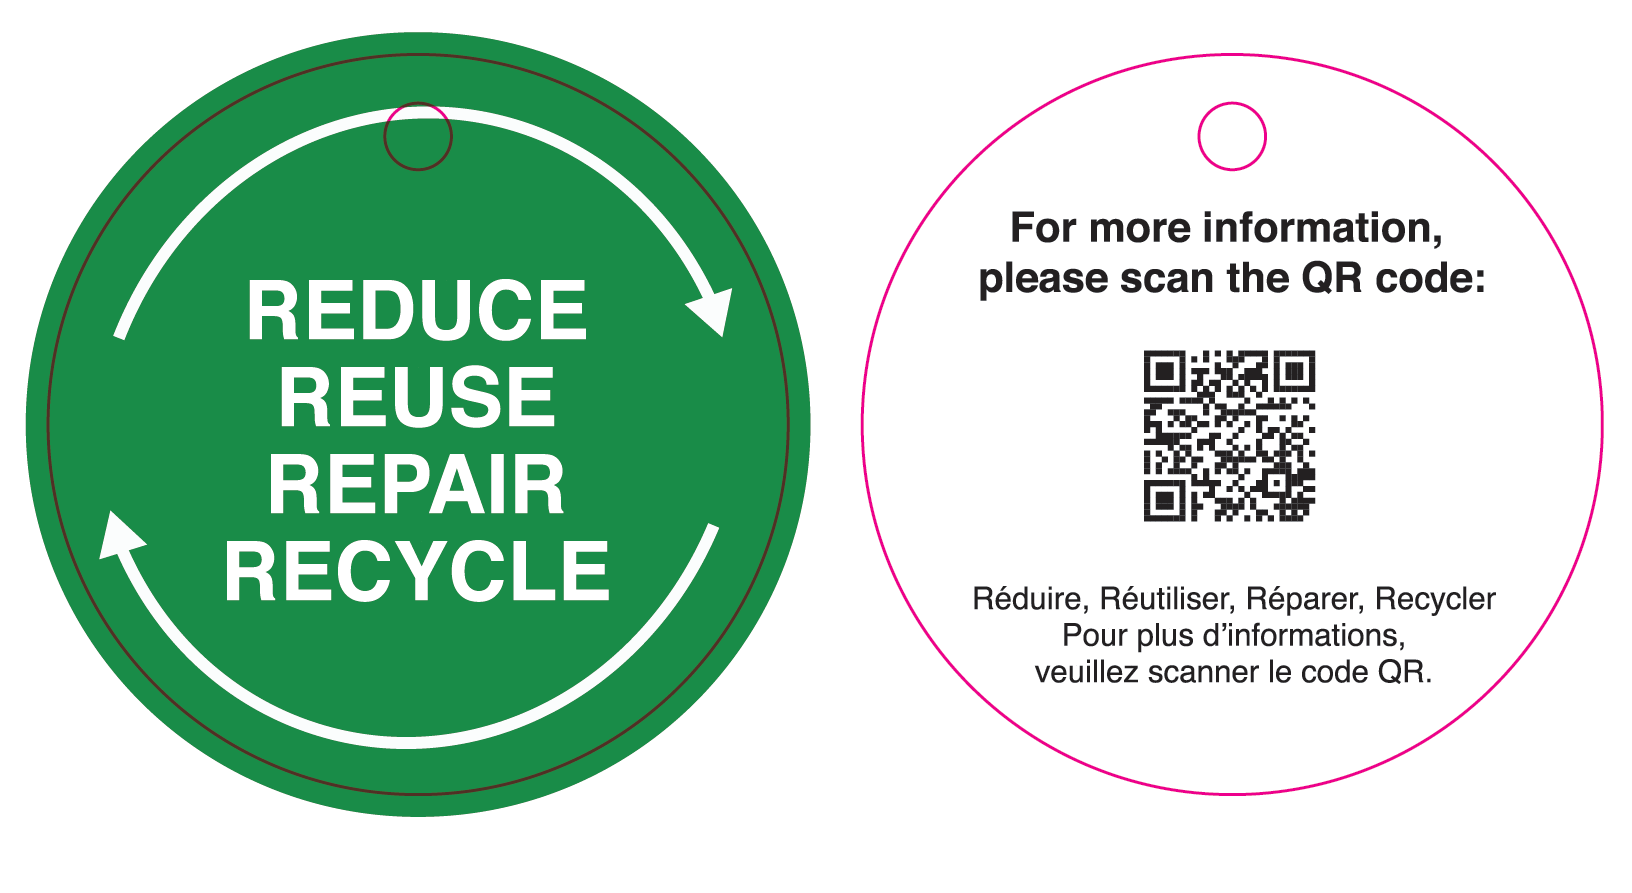 REDUCE
REUSE
REPAIR
RECYCLE
For more information,
please scan the QR code:
Réduire, Réutiliser, Réparer, Recycler
Pour plus d’informations,
veuillez scanner le code QR.